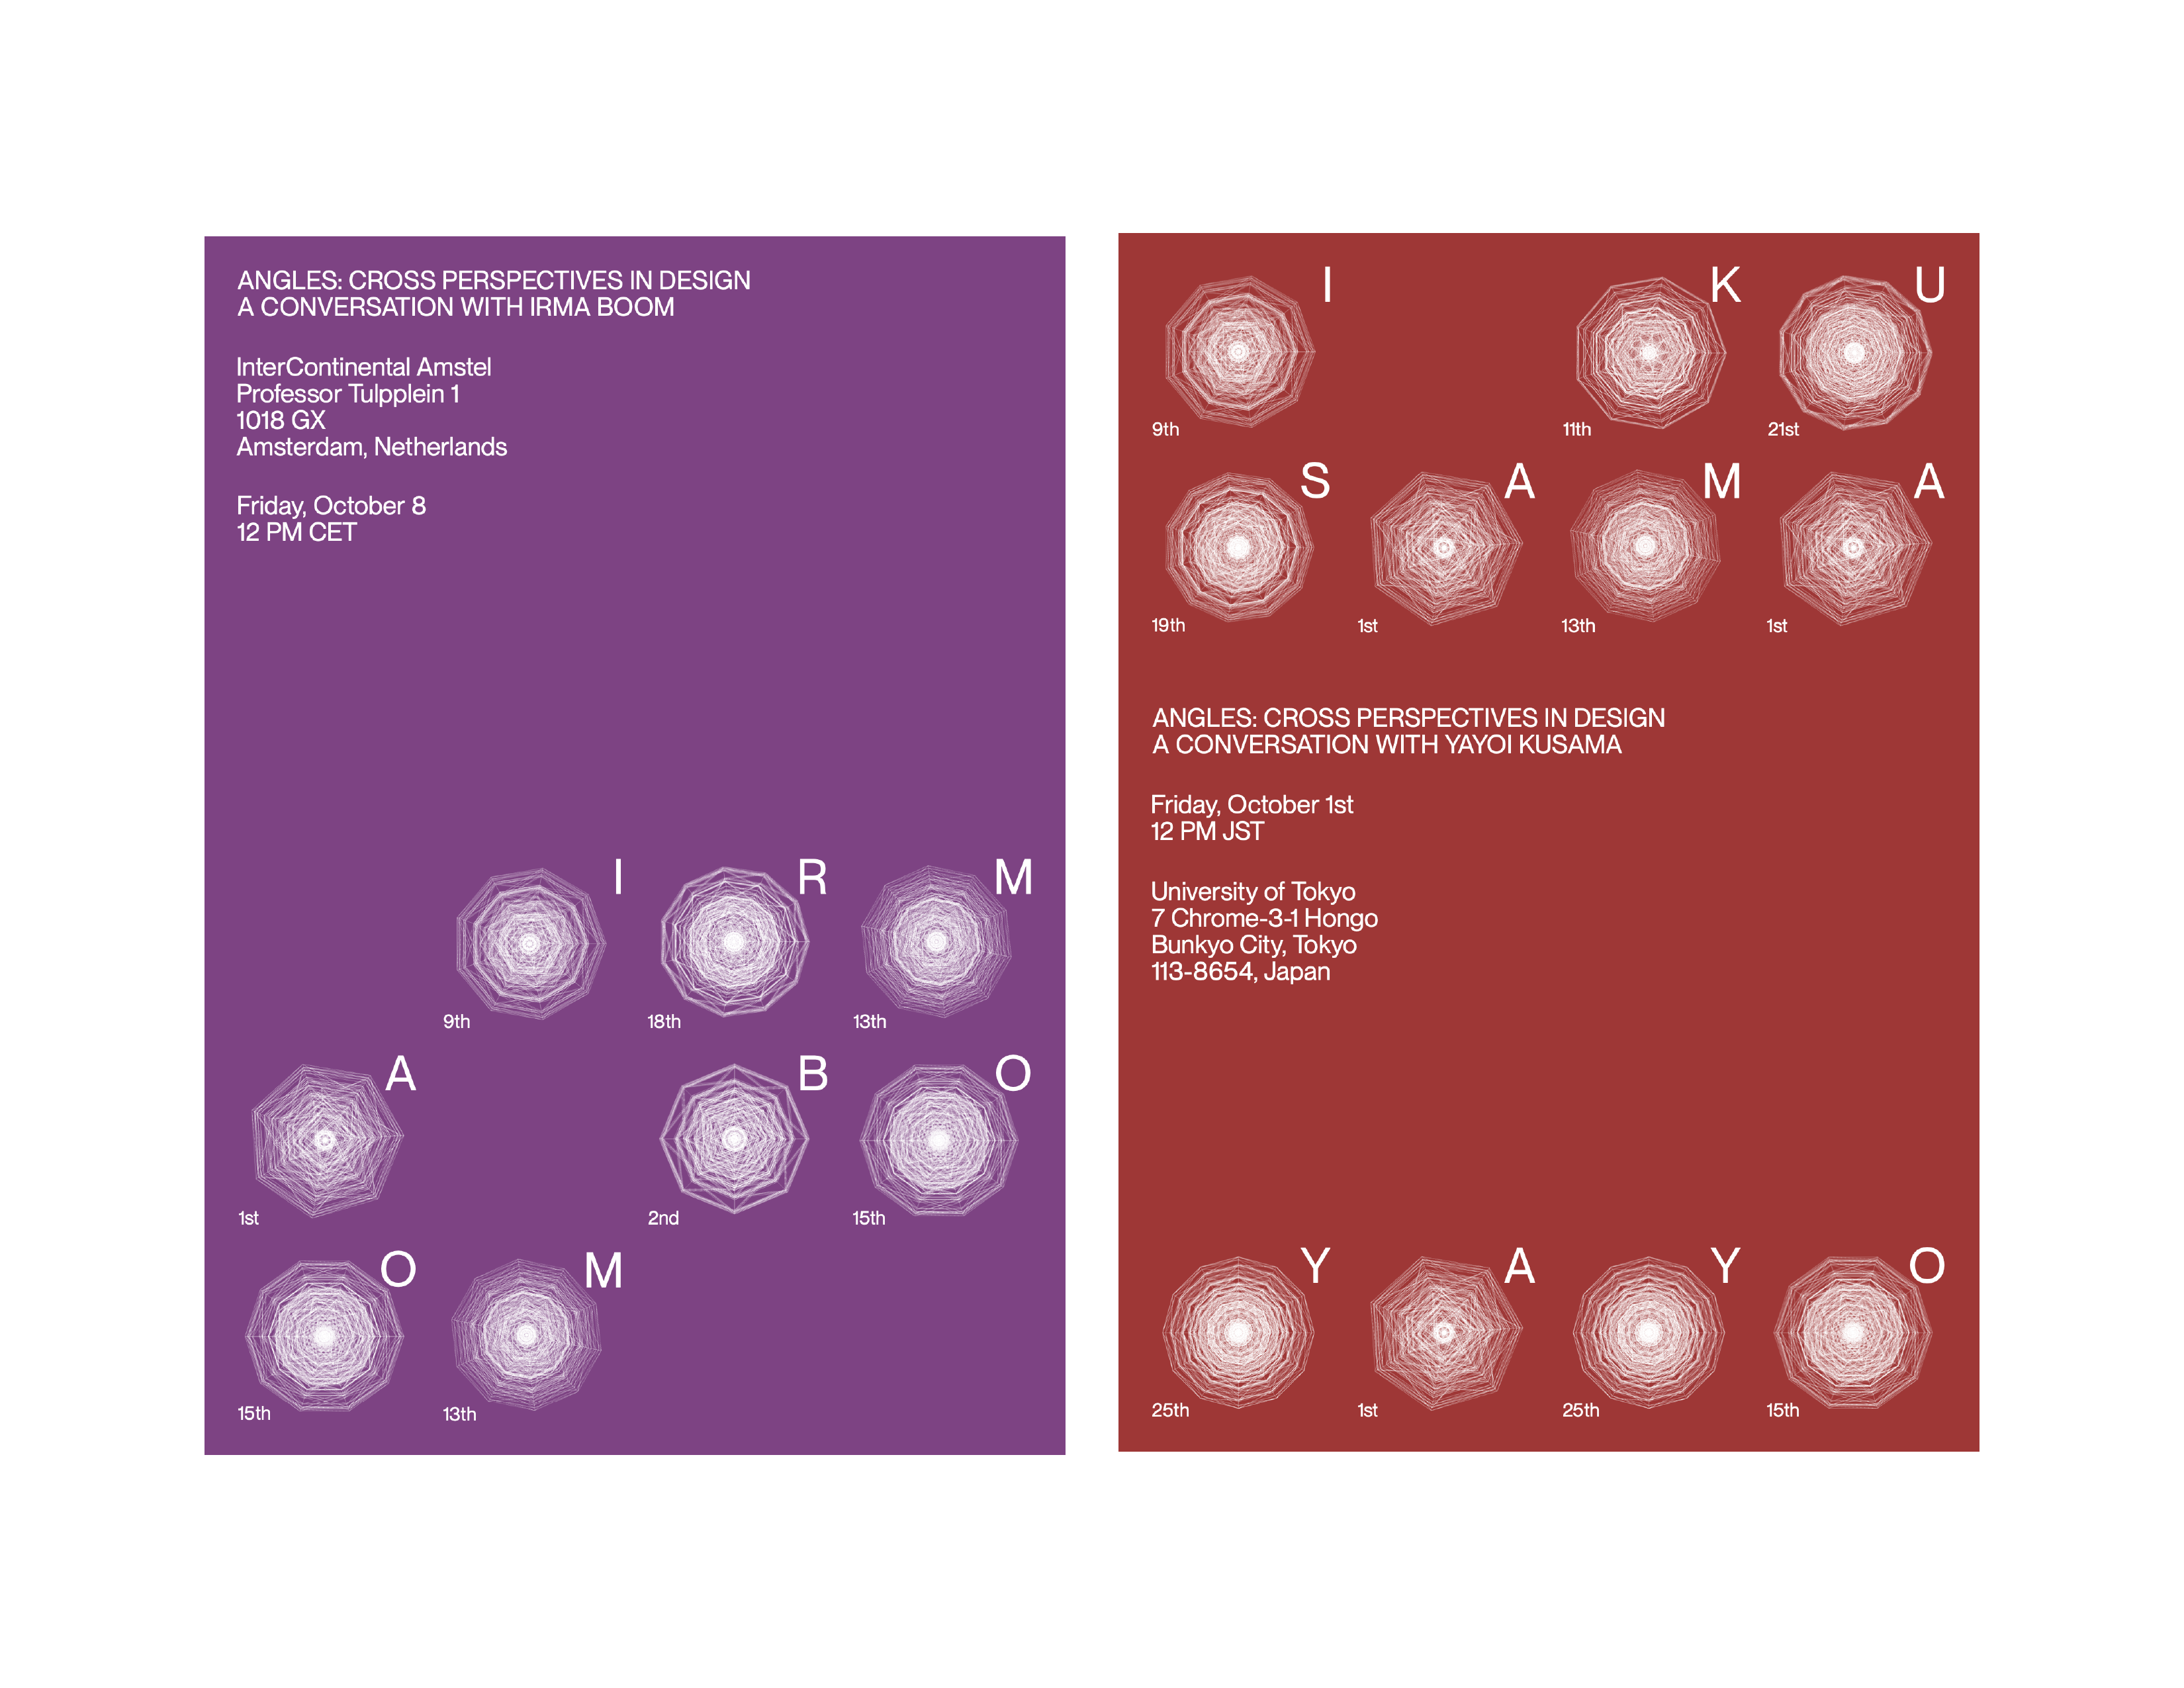 ANGLES: CROSS PERSPECTIVES IN DESIGN
A CONVERSATION WITH IRMA BOOM
InterContinental Amstel
Professor Tulpplein 1
1018 GX
Amsterdam, Netherlands
Friday, October 8
12 PM CET
I R M
9th 18th 13th
A B O
1st 2nd 15th
O M
15th 13th
I K U
9th 11th 21st
S A M A
19th 1st 13th 1st
ANGLES: CROSS PERSPECTIVES IN DESIGN
A CONVERSATION WITH YAYOI KUSAMA
Friday, October 1st
12 PM JST
University of Tokyo
7 Chrome-3-1 Hongo
Bunkyo City, Tokyo
113-8654, Japan
Y A Y O
25th 1st 25th 15th